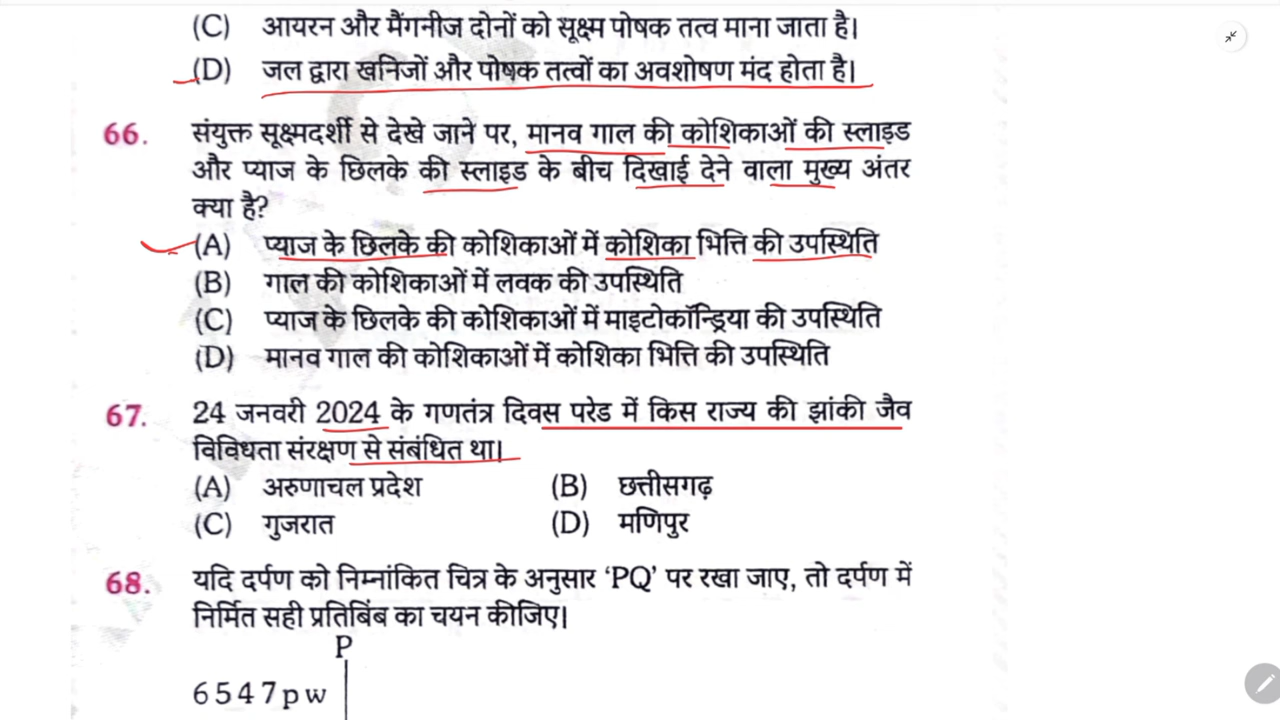 (C) आयरन और मैंगनीज दोनों को सूक्ष्म पोषक तत्व माना जाता है।
(D) जल द्वारा खनिजों और पोषक तत्वों का अवशोषण मंद होता है।
66. संयुक्त सूक्ष्मदर्शी से देखे जाने पर, मानव गाल की कोशिकाओं की स्लाइड
और प्याज के छिलके की स्लाइड के बीच दिखाई देने वाला मुख्य अंतर
क्या है?
(A) प्याज के छिलके की कोशिकाओं में कोशिका भित्ति की उपस्थिति
(B) गाल की कोशिकाओं में लवक की उपस्थिति
(C) प्याज के छिलके की कोशिकाओं में माइटोकॉन्ड्रिया की उपस्थिति
(D) मानव गाल की कोशिकाओं में कोशिका भित्ति की उपस्थिति
67. 24 जनवरी 2024 के गणतंत्र दिवस परेड में किस राज्य की झांकी जैव
विविधता संरक्षण से संबंधित था।
(A) अरुणाचल प्रदेश (B) छत्तीसगढ़
(C) गुजरात (D) मणिपुर
68. यदि दर्पण को निम्नांकित चित्र के अनुसार ‘PQ’ पर रखा जाए, तो दर्पण में
निर्मित सही प्रतिबिंब का चयन कीजिए।
P
6547pw